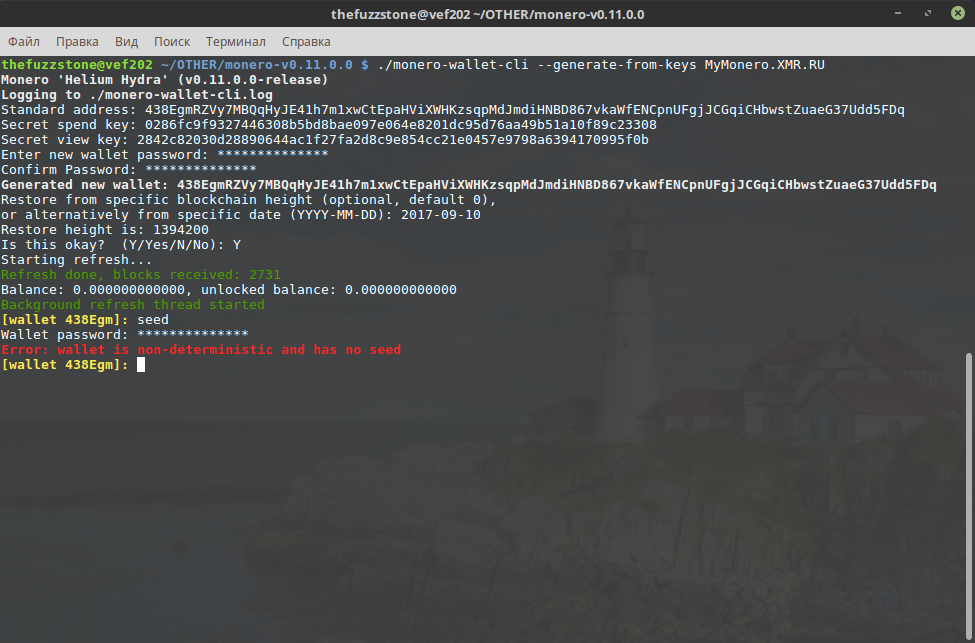 thefuzzstone@vef202 ~/OTHER/monero-v0.11.0.0
Файл Правка Вид Поиск Терминал Справка
thefuzzstone@vef202 ~/OTHER/monero-v0.11.0.0 $ ./monero-wallet-cli --generate-from-keys MyMonero.XMR.RU
Monero 'Helium Hydra' (v0.11.0.0-release)
Logging to ./monero-wallet-cli.log
Standard address: 438EgmRZVy7MBQqHyJE41h7m1xwCtEpaHViXWHKzsqpMdJmdiHNBD867vkaWfENCpnUFgjJCGqiCHbwstZuaeG37Udd5FDq
Secret spend key: 0286fc9f9327446308b5bd8bae097e064e8201dc95d76aa49b51a10f89c23308
Secret view key: 2842c82030d28890644ac1f27fa2d8c9e854cc21e0457e9798a6394170995f0b
Enter new wallet password: **************
Confirm Password: **************
Generated new wallet: 438EgmRZVy7MBQqHyJE41h7m1xwCtEpaHViXWHKzsqpMdJmdiHNBD867vkaWfENCpnUFgjJCGqiCHbwstZuaeG37Udd5FDq
Restore from specific blockchain height (optional, default 0),
or alternatively from specific date (YYYY-MM-DD): 2017-09-10
Restore height is: 1394200
Is this okay?  (Y/Yes/N/No): Y
Starting refresh...
Refresh done, blocks received: 2731
Balance: 0.000000000000, unlocked balance: 0.000000000000
Background refresh thread started
[wallet 438Egm]: seed
Wallet password: **************
Error: wallet is non-deterministic and has no seed
[wallet 438Egm]: